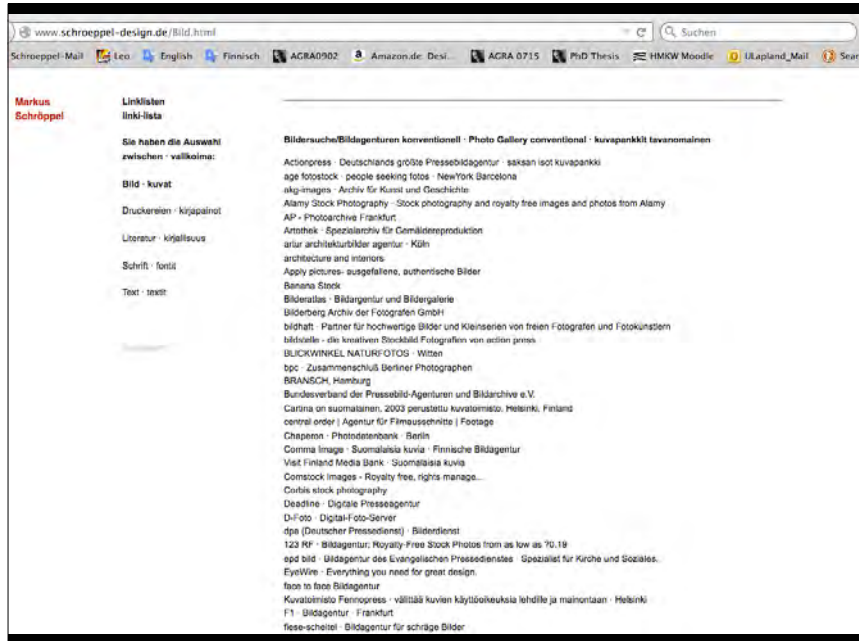 www.schroeppel-design.de/Bild.html
Suchen
Schroeppel-Mail Leo English Finnisch AGRA0902 Amazon.de: Desi... AGRA 0715 PhD Thesis HMKW Moodle ULapland_Mail Sear
Markus
Schröppel
Linklisten
linki-lista
Sie haben die Auswahl
zwischen · valikoima:
Bild · kuvat
Druckereien · kirjapainot
Literatur · kirjallisuus
Schrift · fontit
Text · textit
Bildersuche/Bildagenturen konventionell · Photo Gallery conventional · kuvapankkit tavanomainen
Actionpress · Deutschlands größte Pressebildagentur · saksan isot kuvapankki
age fotostock · people seeking fotos · NewYork Barcelona
akg-images · Archiv für Kunst und Geschichte
Alamy Stock Photography · Stock photography and royalty free images and photos from Alamy
AP - Photoarchive Frankfurt
Artothek · Spezialarchiv für Gemäldereproduktion
artur architekturbilder agentur · Köln
architecture and interiors
Apply pictures- ausgefallene, authentische Bilder
Banana Stock
Bilderatlas · Bildargentur und Bildergalerie
Bilderberg Archiv der Fotografen GmbH
bildhaft · Partner für hochwertige Bilder und Kleinserien von freien Fotografen und Fotokünstlern
bildstelle - die kreativen Stockbild Fotografien von action press
BLICKWINKEL NATURFOTOS · Witten
bpc · Zusammenschluß Berliner Photographen
BRANSCH, Hamburg
Bundesverband der Pressebild-Agenturen und Bildarchive e.V.
Cartina on suomalainen, 2003 perustettu kuvatoimisto. Helsinki, Finland
central order | Agentur für Filmausschnitte | Footage
Chaperon · Photodatenbank · Berlin
Comma Image · Suomalaisia kuvia · Finnische Bildagentur
Visit Finland Media Bank · Suomalaisia kuvia
Comstock Images - Royalty free, rights manage...
Corbis stock photography
Deadline · Digitale Presseagentur
D-Foto · Digital-Foto-Server
dpa (Deutscher Pressedienst) · Bilderdienst
123 RF · Bildagentur; Royalty-Free Stock Photos from as low as ?0.19
epd bild · Bildagentur des Evangelischen Pressedienstes · Spezialist für Kirche und Soziales.
EyeWire · Everything you need for great design.
face to face Bildagentur
Kuvatoimisto Fennopress · välittää kuvien käyttöoikeuksia lehdille ja mainontaan · Helsinki
F1 · Bildagentur · Frankfurt
fiese-scheitel · Bildagentur für schräge Bilder